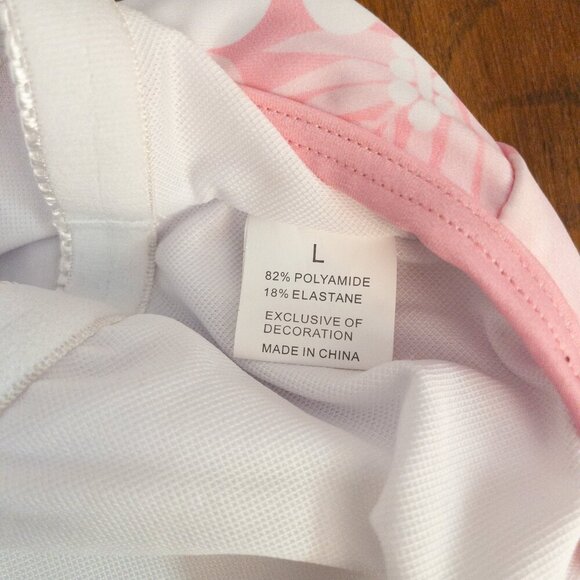 L
82% POLYAMIDE
18% ELASTANE
EXCLUSIVE OF
DECORATION
MADE IN CHINA